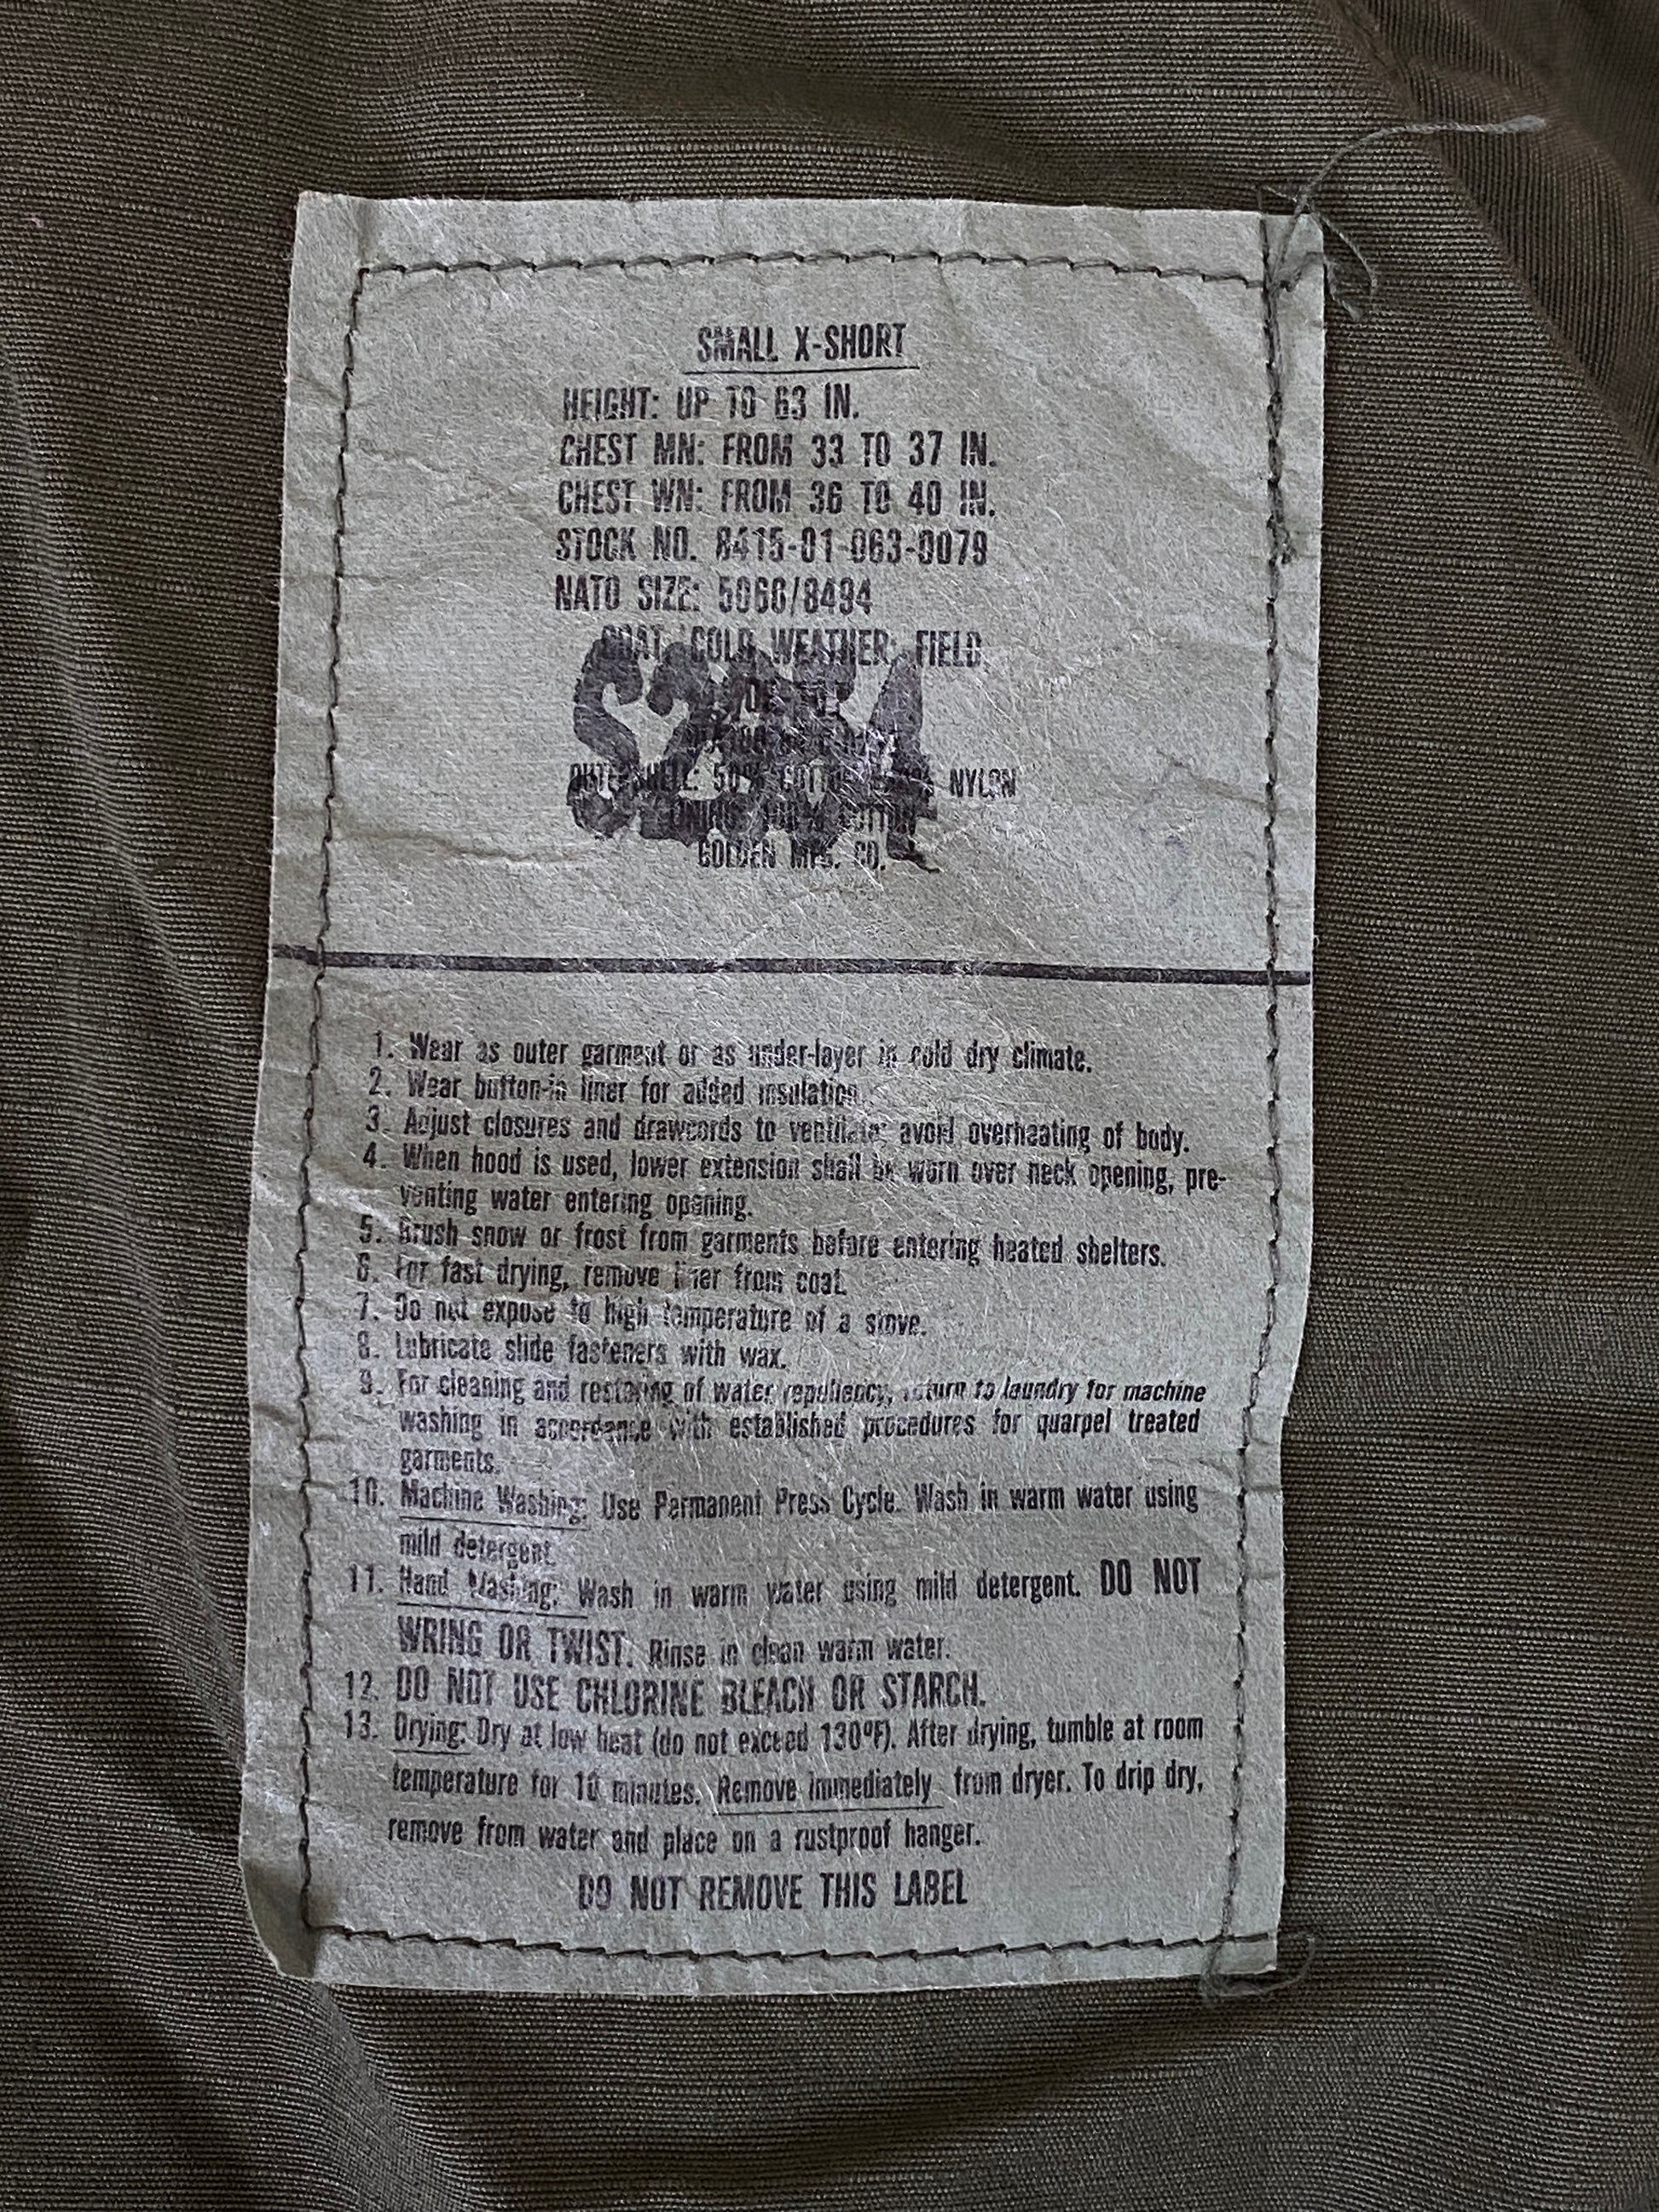 SMALL X-SHORT
HEIGHT: UP TO 63 IN.
CHEST MN: FROM 33 TO 37 IN.
CHEST WN: FROM 36 TO 40 IN.
STOCK NO. 8415-01-063-0079
NATO SIZE: 5060/8494
COAT, COLD WEATHER, FIELD
OUTERSHELL: 50% COTTON NYLON
LINING: COTTON
GOLDEN MFG. CO.
1. Wear as outer garment or as under-layer in cold dry climate.
2. Wear button-in liner for added insulation.
3. Adjust closures and drawcords to ventilate; avoid overheating of body.
4. When hood is used, lower extension shall be worn over neck opening, pre-
venting water entering opening.
5. Brush snow or frost from garments before entering heated shelters.
6. For fast drying, remove liner from coat.
7. Do not expose to high temperature of a stove.
8. Lubricate slide fasteners with wax.
9. For cleaning and restoring of water repellency, return to laundry for machine
washing in accordance with established procedures for quarpel treated
garments.
10. Machine Washing: Use Permanent Press Cycle. Wash in warm water using
mild detergent.
11. Hand Washing: Wash in warm water using mild detergent. DO NOT
WRING OR TWIST. Rinse in clean warm water.
12. DO NOT USE CHLORINE BLEACH OR STARCH.
13. Drying: Dry at low heat (do not exceed 130ºF). After drying, tumble at room
temperature for 10 minutes. Remove immediately from dryer. To drip dry,
remove from water and place on a rustproof hanger.
DO NOT REMOVE THIS LABEL